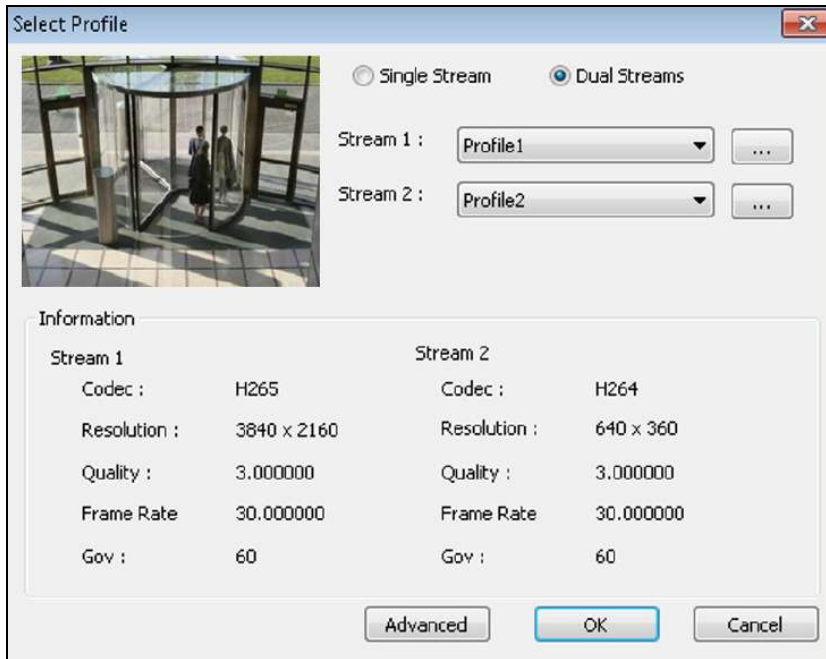 Select Profile
Single Stream
Dual Streams
Stream 1 :
Profile1
...
Stream 2 :
Profile2
...
Information
Stream 1
Stream 2
Codec :
H265
Codec :
H264
Resolution :
3840 x 2160
Resolution :
640 x 360
Quality :
3.000000
Quality :
3.000000
Frame Rate
30.000000
Frame Rate
30.000000
Gov :
60
Gov :
60
Advanced
OK
Cancel